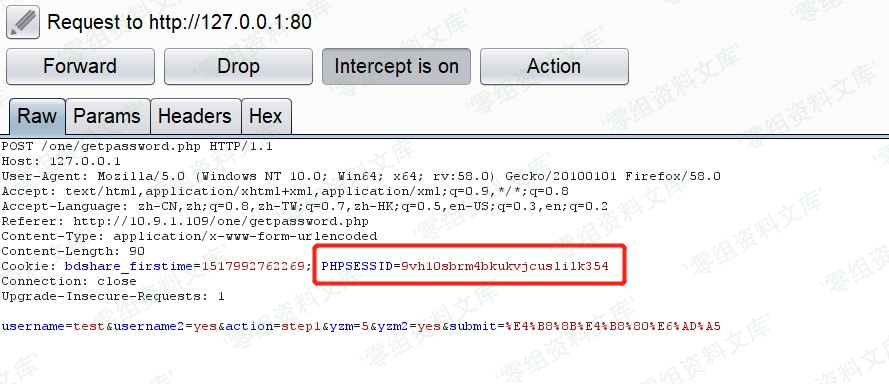 Request to http://127.0.0.1:80
Forward Drop Intercept is on Action
Raw Params Headers Hex
POST /one/getpassword.php HTTP/1.1
Host: 127.0.0.1
User-Agent: Mozilla/5.0 (Windows NT 10.0; Win64; x64; rv:58.0) Gecko/20100101 Firefox/58.0
Accept: text/html,application/xhtml+xml,application/xml;q=0.9,*/*;q=0.8
Accept-Language: zh-CN,zh;q=0.8,zh-TW;q=0.7,zh-HK;q=0.5,en-US;q=0.3,en;q=0.2
Referer: http://10.9.1.109/one/getpassword.php
Content-Type: application/x-www-form-urlencoded
Content-Length: 90
Cookie: bdshare_firstime=1517992762269; PHPSESSID=9vh10sbrm4bkukvjcuslilk354
Connection: close
Upgrade-Insecure-Requests: 1
username=test&username2=yes&action=step1&yzm=5&yzm2=yes&submit=%E4%B8%8B%E4%B8%80%E6%AD%A5
'零组资料文库'